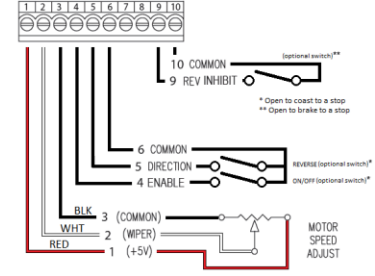 1 2 3 4 5 6 7 8 9 10
(optional switch)**
10 COMMON
9 REV INHIBIT
* Open to coast to a stop
** Open to brake to a stop
6 COMMON
5 DIRECTION
REVERSE (optional switch)*
4 ENABLE
ON/OFF (optional switch)*
BLK
3 (COMMON)
WHT
2 (WIPER)
RED
1 (+5V)
MOTOR
SPEED
ADJUST